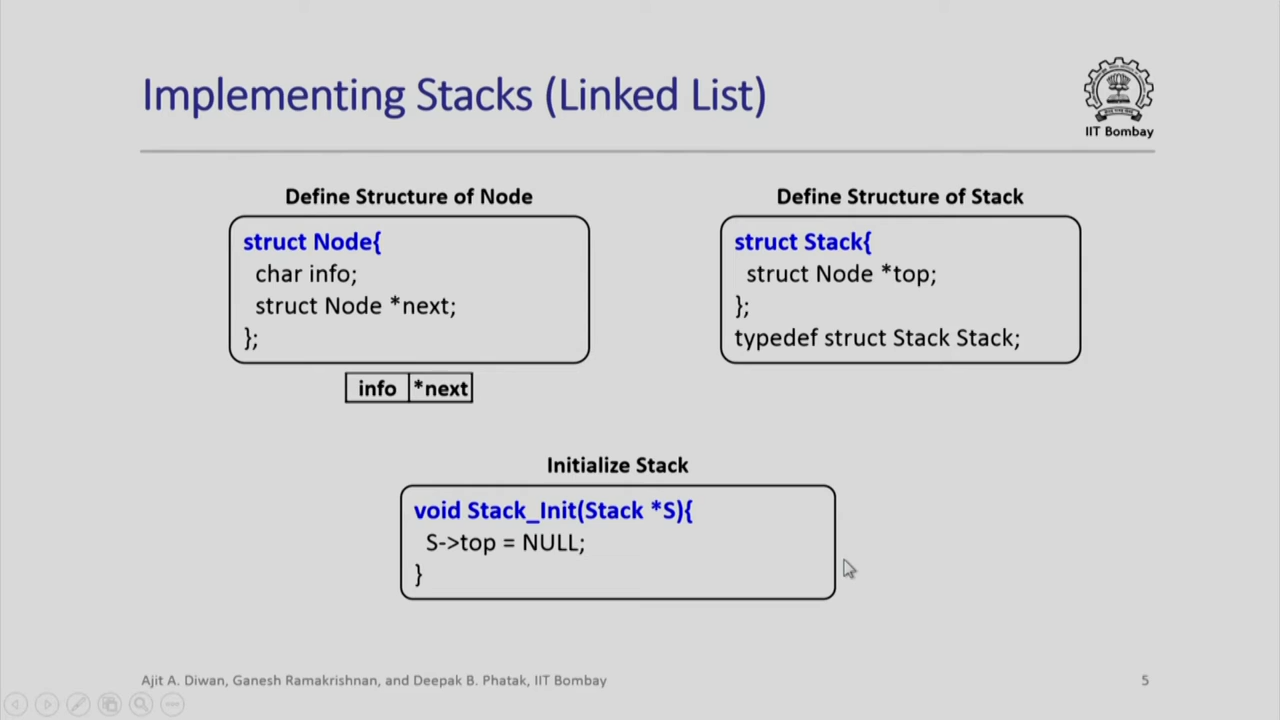 Implementing Stacks (Linked List)
IIT Bombay
Define Structure of Node
struct Node{
char info;
struct Node *next;
};
info *next
Define Structure of Stack
struct Stack{
struct Node *top;
};
typedef struct Stack Stack;
Initialize Stack
void Stack_Init(Stack *S){
S->top = NULL;
}
Ajit A. Diwan, Ganesh Ramakrishnan, and Deepak B. Phatak, IIT Bombay
5